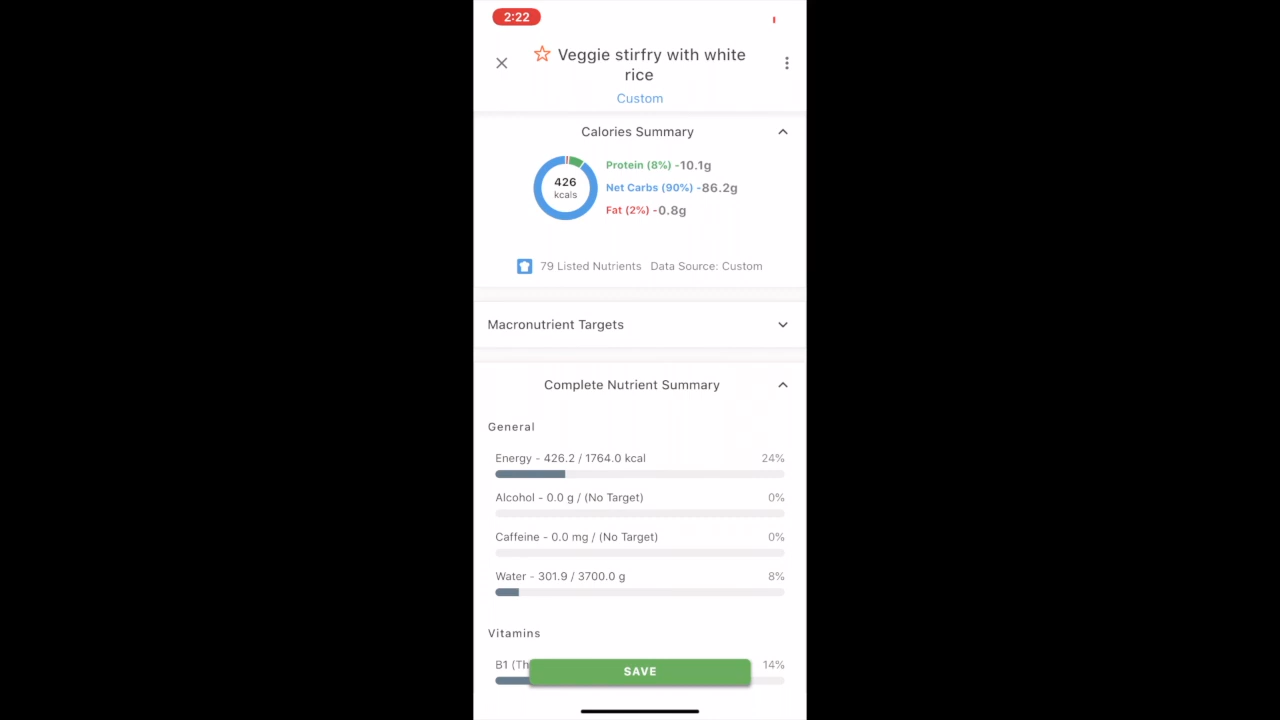 2:22
Veggie stirfry with white
rice
Custom
Calories Summary
426
kcals
Protein (8%) -10.1g
Net Carbs (90%) -86.2g
Fat (2%) -0.8g
79 Listed Nutrients Data Source: Custom
Macronutrient Targets
Complete Nutrient Summary
General
Energy - 426.2 / 1764.0 kcal 24%
Alcohol - 0.0 g / (No Target) 0%
Caffeine - 0.0 mg / (No Target) 0%
Water - 301.9 / 3700.0 g 8%
Vitamins
B1 (Th 14%
SAVE